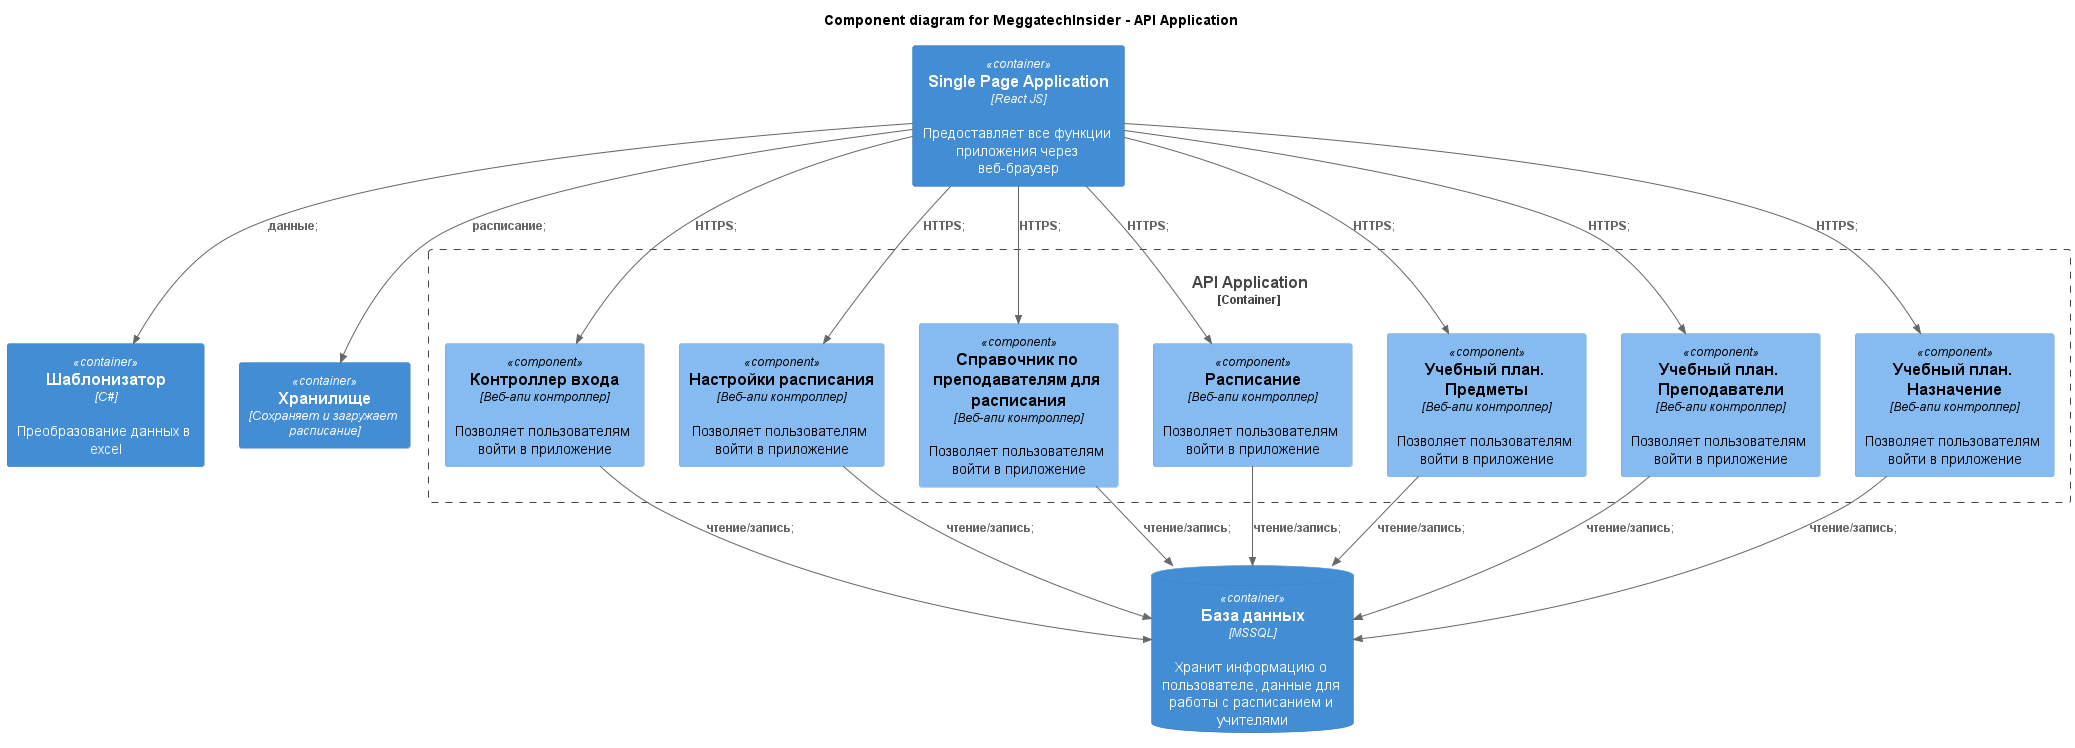 Component diagram for MeggatechInsider - API Application
«container»
Single Page Application
[React JS]
Предоставляет все функции
приложения через
веб-браузер
данные;
расписание;
HTTPS;
HTTPS;
HTTPS;
HTTPS;
HTTPS;
HTTPS;
HTTPS;
API Application
[Container]
«container»
Шаблонизатор
[C#]
Преобразование данных в
excel
«container»
Хранилище
[Сохраняет и загружает
расписание]
«component»
Контроллер входа
[Веб-апи контроллер]
Позволяет пользователям
войти в приложение
«component»
Настройки расписания
[Веб-апи контроллер]
Позволяет пользователям
войти в приложение
«component»
Справочник по
преподавателям для
расписания
[Веб-апи контроллер]
Позволяет пользователям
войти в приложение
«component»
Расписание
[Веб-апи контроллер]
Позволяет пользователям
войти в приложение
«component»
Учебный план.
Предметы
[Веб-апи контроллер]
Позволяет пользователям
войти в приложение
«component»
Учебный план.
Преподаватели
[Веб-апи контроллер]
Позволяет пользователям
войти в приложение
«component»
Учебный план.
Назначение
[Веб-апи контроллер]
Позволяет пользователям
войти в приложение
чтение/запись;
чтение/запись;
чтение/запись;
чтение/запись;
чтение/запись;
чтение/запись;
чтение/запись;
«container»
База данных
[MSSQL]
Хранит информацию о
пользователе, данные для
работы с расписанием и
учителями